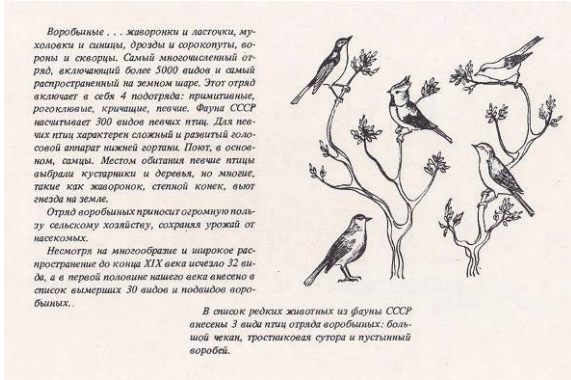 Воробьиные . . . жаворонки и ласточки, му-
холовки и синицы, дрозды и сорокопуты, во-
роны и скворцы. Самый многочисленный от-
ряд, включающий более 5000 видов и самый
распространенный на земном шаре. Этот отряд
включает в себя 4 подотряда: примитивные,
рогоклювые, кричащие, певчие. Фауна СССР
насчитывает 300 видов певчих птиц. Для пев-
чих птиц характерен сложный и развитый голо-
совой аппарат нижней гортани. Поют, в основ-
ном, самцы. Местом обитания певчие птицы
выбрали кустарники и деревья, но многие,
такие как жаворонок, степной конек, вьют
гнезда на земле.
Отряд воробьиных приносит огромную поль-
зу сельскому хозяйству, сохраняя урожай от
насекомых.
Несмотря на многообразие и широкое рас-
пространение до конца XIX века исчезло 32 ви-
да, а в первой половине нашего века внесено в
список вымерших 30 видов и подвидов воро-
бьиных.
В список редких животных из фауны СССР
внесены 3 вида птиц отряда воробьиных: боль-
шой чекан, тростниковая сутора и пустынный
воробей.